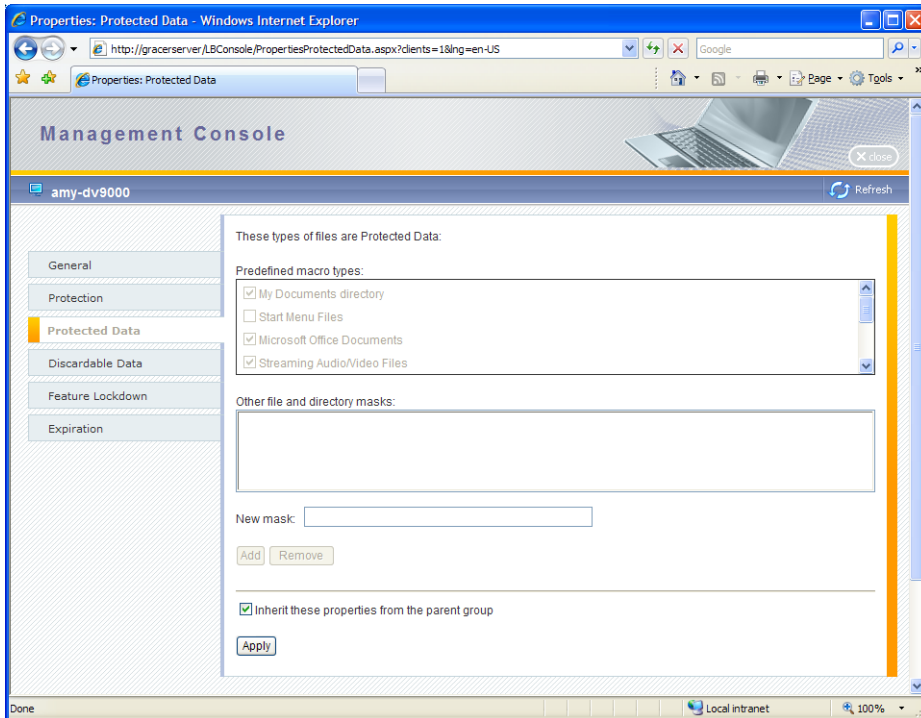 Properties: Protected Data - Windows Internet Explorer
http://gracerserver/LBConsole/PropertiesProtectedData.aspx?clients=1&lng=en-US
Google
Properties: Protected Data
Page
Tools
»
Management Console
X close
amy-dv9000
Refresh
These types of files are Protected Data:
General
Predefined macro types:
My Documents directory
Protection
Start Menu Files
Protected Data
Microsoft Office Documents
Discardable Data
Streaming Audio/Video Files
Feature Lockdown
Other file and directory masks:
Expiration
New mask:
Add Remove
Inherit these properties from the parent group
Apply
Done
Local intranet
100%